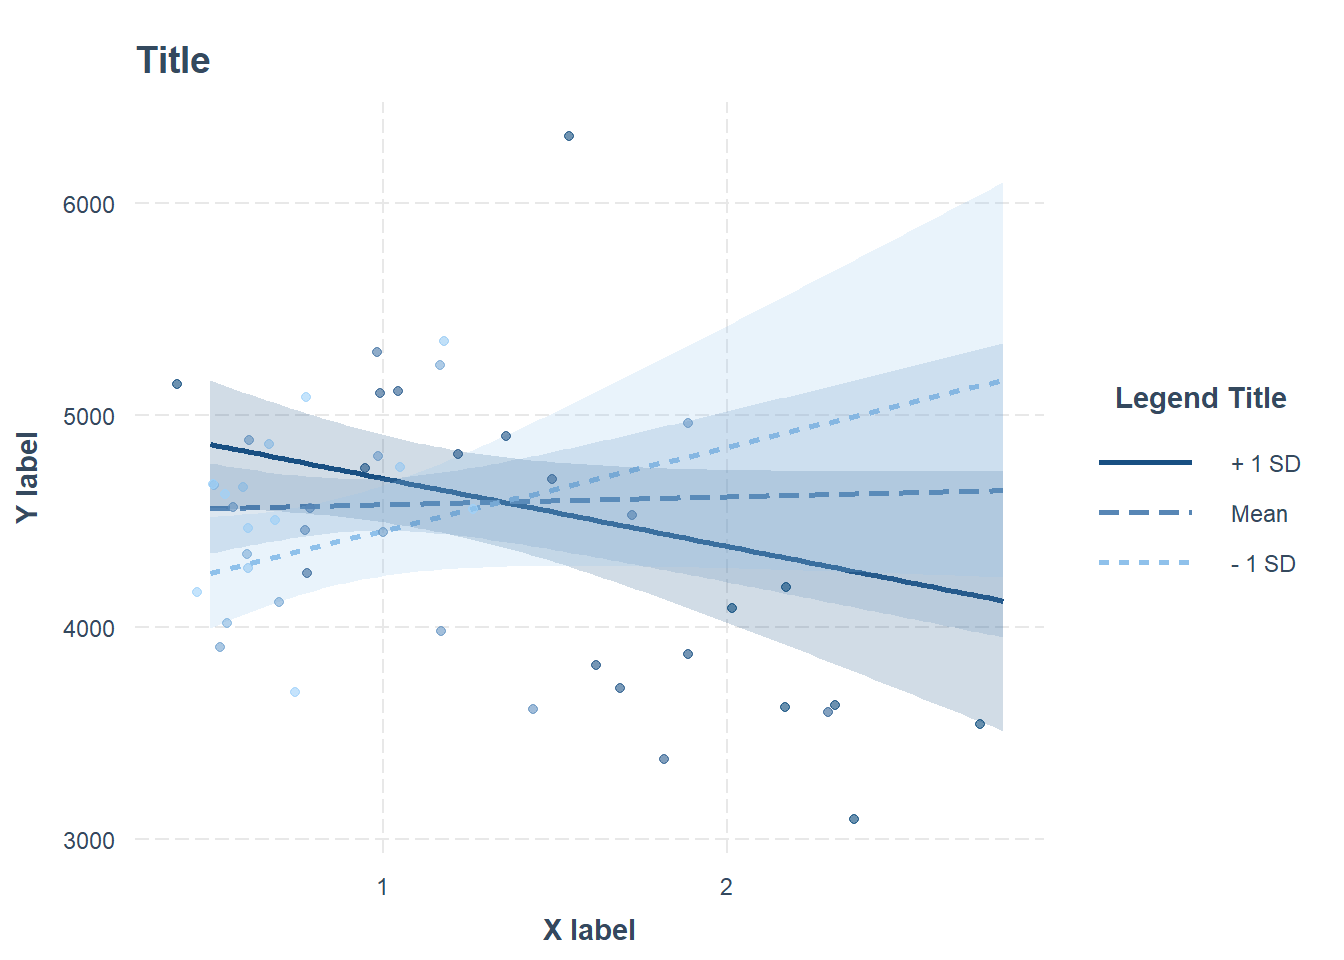 Title
Y label
6000
5000
4000
3000
1
2
X label
Legend Title
+ 1 SD
Mean
- 1 SD